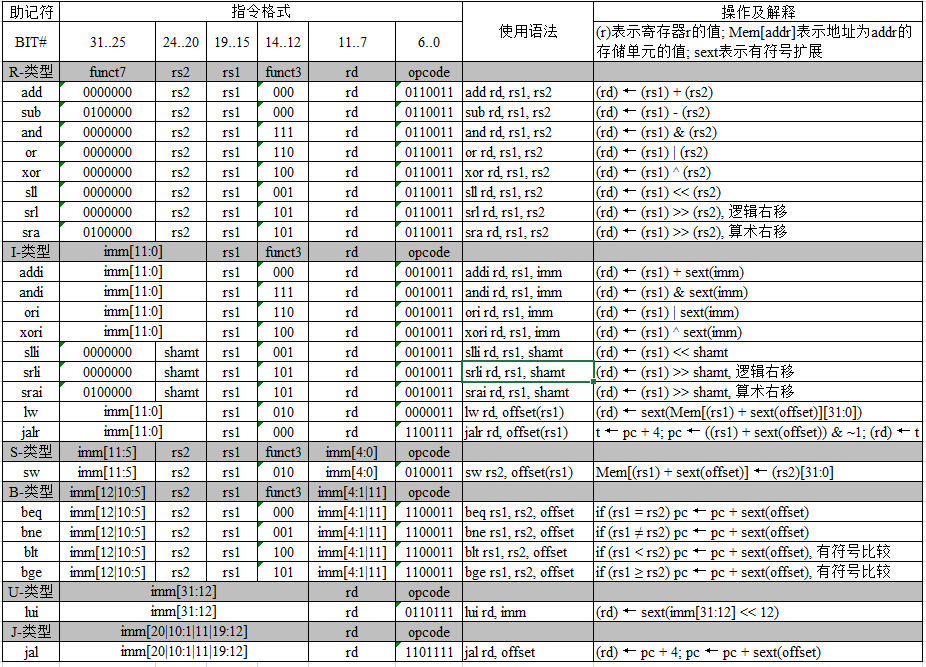 助记符 指令格式 使用语法 操作及解释
BIT# 31..25 24..20 19..15 14..12 11..7 6..0 (r)表示寄存器r的值; Mem[addr]表示地址为addr的
存储单元的值; sext表示有符号扩展
R-类型 funct7 rs2 rs1 funct3 rd opcode
add 0000000 rs2 rs1 000 rd 0110011 add rd, rs1, rs2 (rd) ← (rs1) + (rs2)
sub 0100000 rs2 rs1 000 rd 0110011 sub rd, rs1, rs2 (rd) ← (rs1) - (rs2)
and 0000000 rs2 rs1 111 rd 0110011 and rd, rs1, rs2 (rd) ← (rs1) & (rs2)
or 0000000 rs2 rs1 110 rd 0110011 or rd, rs1, rs2 (rd) ← (rs1) | (rs2)
xor 0000000 rs2 rs1 100 rd 0110011 xor rd, rs1, rs2 (rd) ← (rs1) ^ (rs2)
sll 0000000 rs2 rs1 001 rd 0110011 sll rd, rs1, rs2 (rd) ← (rs1) << (rs2)
srl 0000000 rs2 rs1 101 rd 0110011 srl rd, rs1, rs2 (rd) ← (rs1) >> (rs2), 逻辑右移
sra 0100000 rs2 rs1 101 rd 0110011 sra rd, rs1, rs2 (rd) ← (rs1) >> (rs2), 算术右移
I-类型 imm[11:0] rs1 funct3 rd opcode
addi imm[11:0] rs1 000 rd 0010011 addi rd, rs1, imm (rd) ← (rs1) + sext(imm)
andi imm[11:0] rs1 111 rd 0010011 andi rd, rs1, imm (rd) ← (rs1) & sext(imm)
ori imm[11:0] rs1 110 rd 0010011 ori rd, rs1, imm (rd) ← (rs1) | sext(imm)
xori imm[11:0] rs1 100 rd 0010011 xori rd, rs1, imm (rd) ← (rs1) ^ sext(imm)
slli 0000000 shamt rs1 001 rd 0010011 slli rd, rs1, shamt (rd) ← (rs1) << shamt
srli 0000000 shamt rs1 101 rd 0010011 srli rd, rs1, shamt (rd) ← (rs1) >> shamt, 逻辑右移
srai 0100000 shamt rs1 101 rd 0010011 srai rd, rs1, shamt (rd) ← (rs1) >> shamt, 算术右移
lw imm[11:0] rs1 010 rd 0000011 lw rd, offset(rs1) (rd) ← sext(Mem[(rs1) + sext(offset)][31:0])
jalr imm[11:0] rs1 000 rd 1100111 jalr rd, offset(rs1) t ← pc + 4; pc ← ((rs1) + sext(offset)) & ~1; (rd) ← t
S-类型 imm[11:5] rs2 rs1 funct3 imm[4:0] opcode
sw imm[11:5] rs2 rs1 010 imm[4:0] 0100011 sw rs2, offset(rs1) Mem[(rs1) + sext(offset)] ← (rs2)[31:0]
B-类型 imm[12|10:5] rs2 rs1 funct3 imm[4:1|11] opcode
beq imm[12|10:5] rs2 rs1 000 imm[4:1|11] 1100011 beq rs1, rs2, offset if (rs1 = rs2) pc ← pc + sext(offset)
bne imm[12|10:5] rs2 rs1 001 imm[4:1|11] 1100011 bne rs1, rs2, offset if (rs1 ≠ rs2) pc ← pc + sext(offset)
blt imm[12|10:5] rs2 rs1 100 imm[4:1|11] 1100011 blt rs1, rs2, offset if (rs1 < rs2) pc ← pc + sext(offset), 有符号比较
bge imm[12|10:5] rs2 rs1 101 imm[4:1|11] 1100011 bge rs1, rs2, offset if (rs1 ≥ rs2) pc ← pc + sext(offset), 有符号比较
U-类型 imm[31:12] rd opcode
lui imm[31:12] rd 0110111 lui rd, imm (rd) ← sext(imm[31:12] << 12)
J-类型 imm[20|10:1|11|19:12] rd opcode
jal imm[20|10:1|11|19:12] rd 1101111 jal rd, offset (rd) ← pc + 4; pc ← pc + sext(offset)